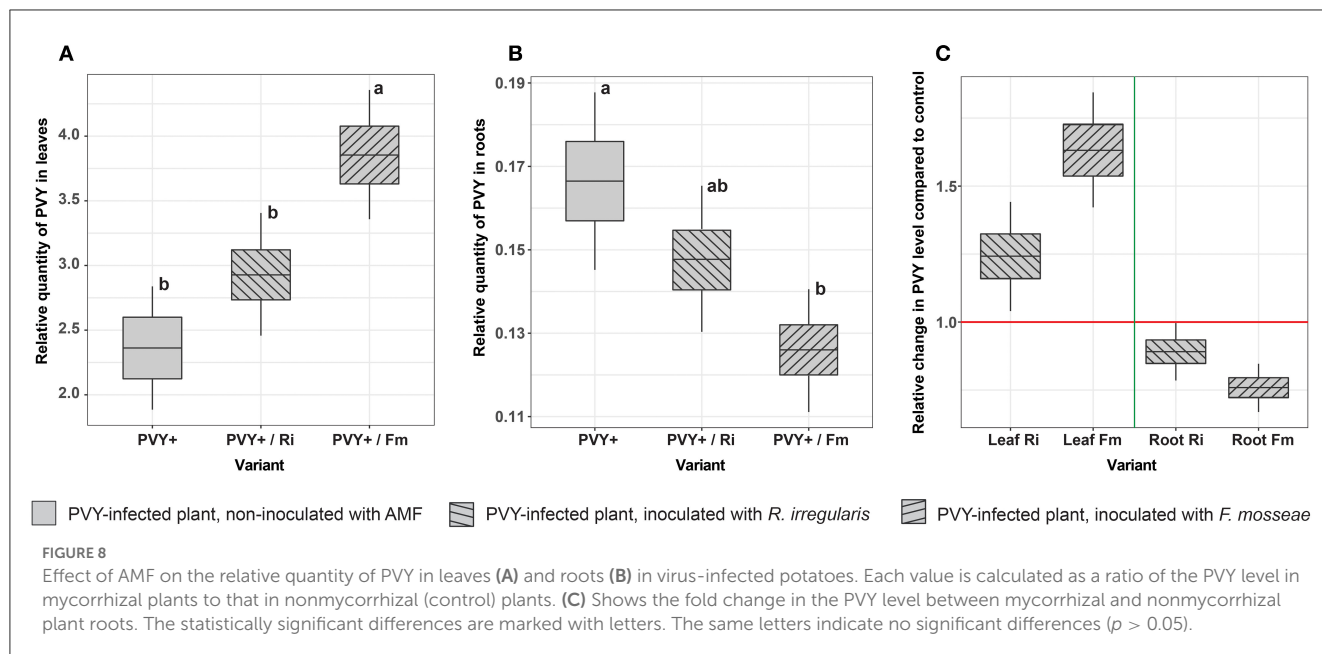 A
Relative quantity of PVY in leaves
4.0
3.5
3.0
2.5
2.0
b
b
a
PVY+ PVY+ / Ri PVY+ / Fm
Variant
B
Relative quantity of PVY in roots
0.19
0.17
0.15
0.13
0.11
a
ab
b
PVY+ PVY+ / Ri PVY+ / Fm
Variant
C
Relative change in PVY level compared to control
1.5
1.0
Leaf Ri Leaf Fm Root Ri Root Fm
Variant
PVY-infected plant, non-inoculated with AMF
PVY-infected plant, inoculated with R. irregularis
PVY-infected plant, inoculated with F. mosseae
FIGURE 8
Effect of AMF on the relative quantity of PVY in leaves (A) and roots (B) in virus-infected potatoes. Each value is calculated as a ratio of the PVY level in
mycorrhizal plants to that in nonmycorrhizal (control) plants. (C) Shows the fold change in the PVY level between mycorrhizal and nonmycorrhizal
plant roots. The statistically significant differences are marked with letters. The same letters indicate no significant differences (p > 0.05).